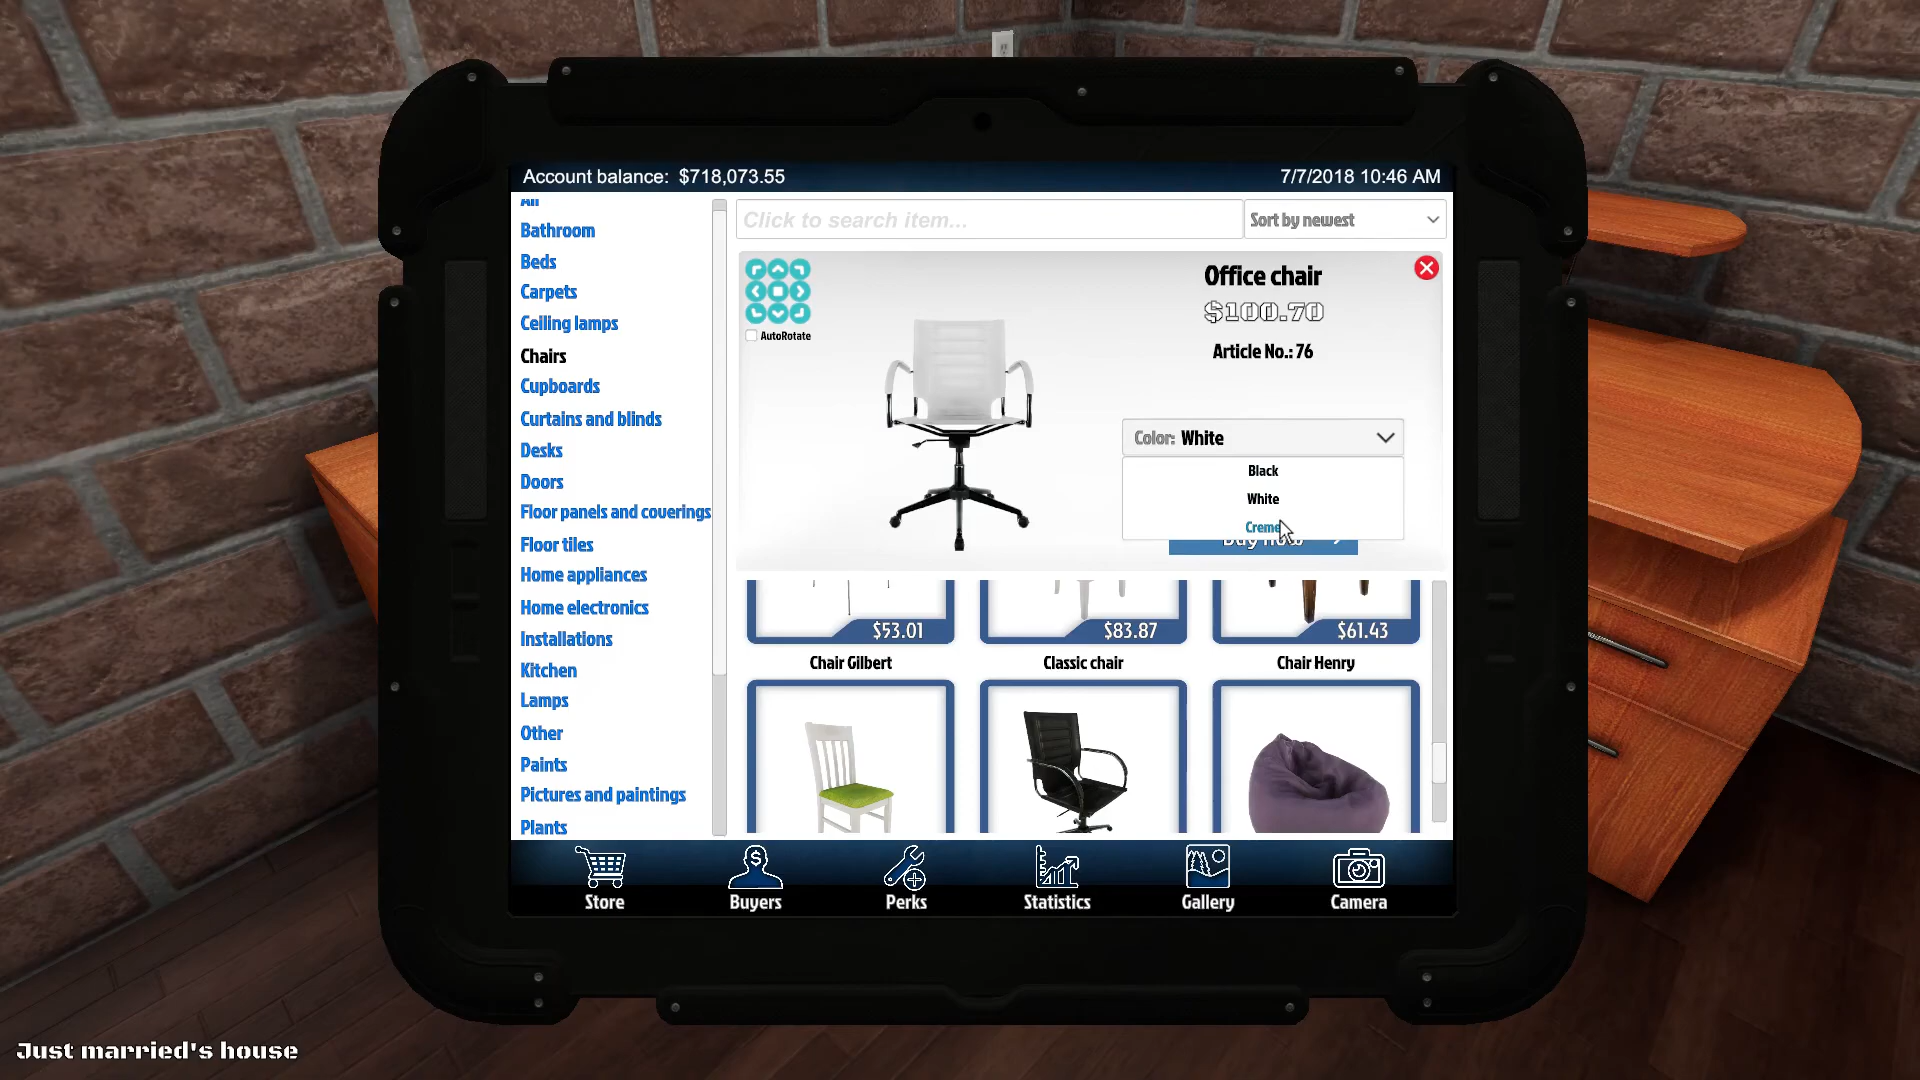 Account balance: $718,073.55
7/7/2018 10:46 AM
All
Bathroom
Beds
Carpets
Ceiling lamps
Chairs
Cupboards
Curtains and blinds
Desks
Doors
Floor panels and coverings
Floor tiles
Home appliances
Home electronics
Installations
Kitchen
Lamps
Other
Paints
Pictures and paintings
Plants
Click to search item...
Sort by newest
AutoRotate
Office chair
$100.70
Article No.: 76
Color: White
Black
White
Creme
Buy now
$53.01
$83.87
$61.43
Chair Gilbert
Classic chair
Chair Henry
Store
Buyers
Perks
Statistics
Gallery
Camera
Just married's house